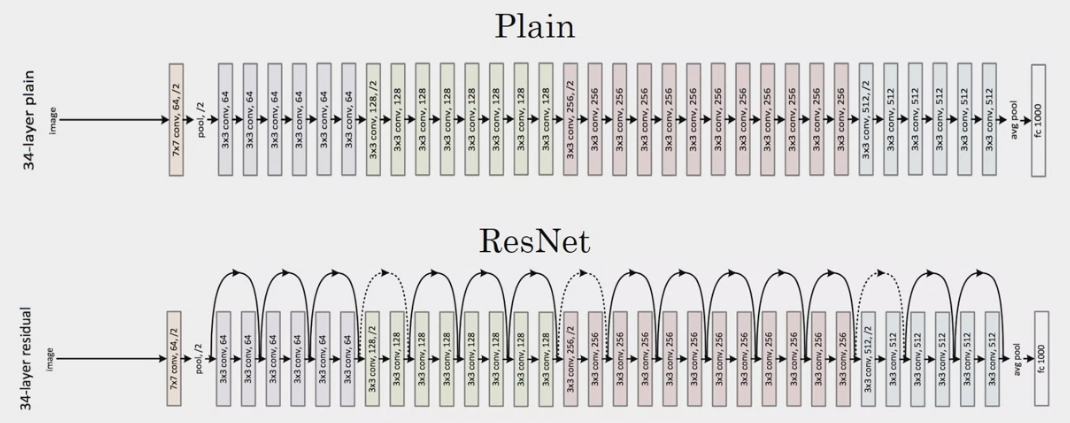 Plain
34-layer plain
image
7x7 conv, 64, /2
pool, /2
3x3 conv, 64
3x3 conv, 64
3x3 conv, 64
3x3 conv, 64
3x3 conv, 64
3x3 conv, 64
3x3 conv, 128, /2
3x3 conv, 128
3x3 conv, 128
3x3 conv, 128
3x3 conv, 128
3x3 conv, 128
3x3 conv, 128
3x3 conv, 128
3x3 conv, 256, /2
3x3 conv, 256
3x3 conv, 256
3x3 conv, 256
3x3 conv, 256
3x3 conv, 256
3x3 conv, 256
3x3 conv, 256
3x3 conv, 256
3x3 conv, 256
3x3 conv, 256
3x3 conv, 256
3x3 conv, 512, /2
3x3 conv, 512
3x3 conv, 512
3x3 conv, 512
3x3 conv, 512
3x3 conv, 512
avg pool
fc 1000
ResNet
34-layer residual
image
7x7 conv, 64, /2
pool, /2
3x3 conv, 64
3x3 conv, 64
3x3 conv, 64
3x3 conv, 64
3x3 conv, 64
3x3 conv, 64
3x3 conv, 128, /2
3x3 conv, 128
3x3 conv, 128
3x3 conv, 128
3x3 conv, 128
3x3 conv, 128
3x3 conv, 128
3x3 conv, 128
3x3 conv, 256, /2
3x3 conv, 256
3x3 conv, 256
3x3 conv, 256
3x3 conv, 256
3x3 conv, 256
3x3 conv, 256
3x3 conv, 256
3x3 conv, 256
3x3 conv, 256
3x3 conv, 256
3x3 conv, 256
3x3 conv, 512, /2
3x3 conv, 512
3x3 conv, 512
3x3 conv, 512
3x3 conv, 512
3x3 conv, 512
avg pool
fc 1000